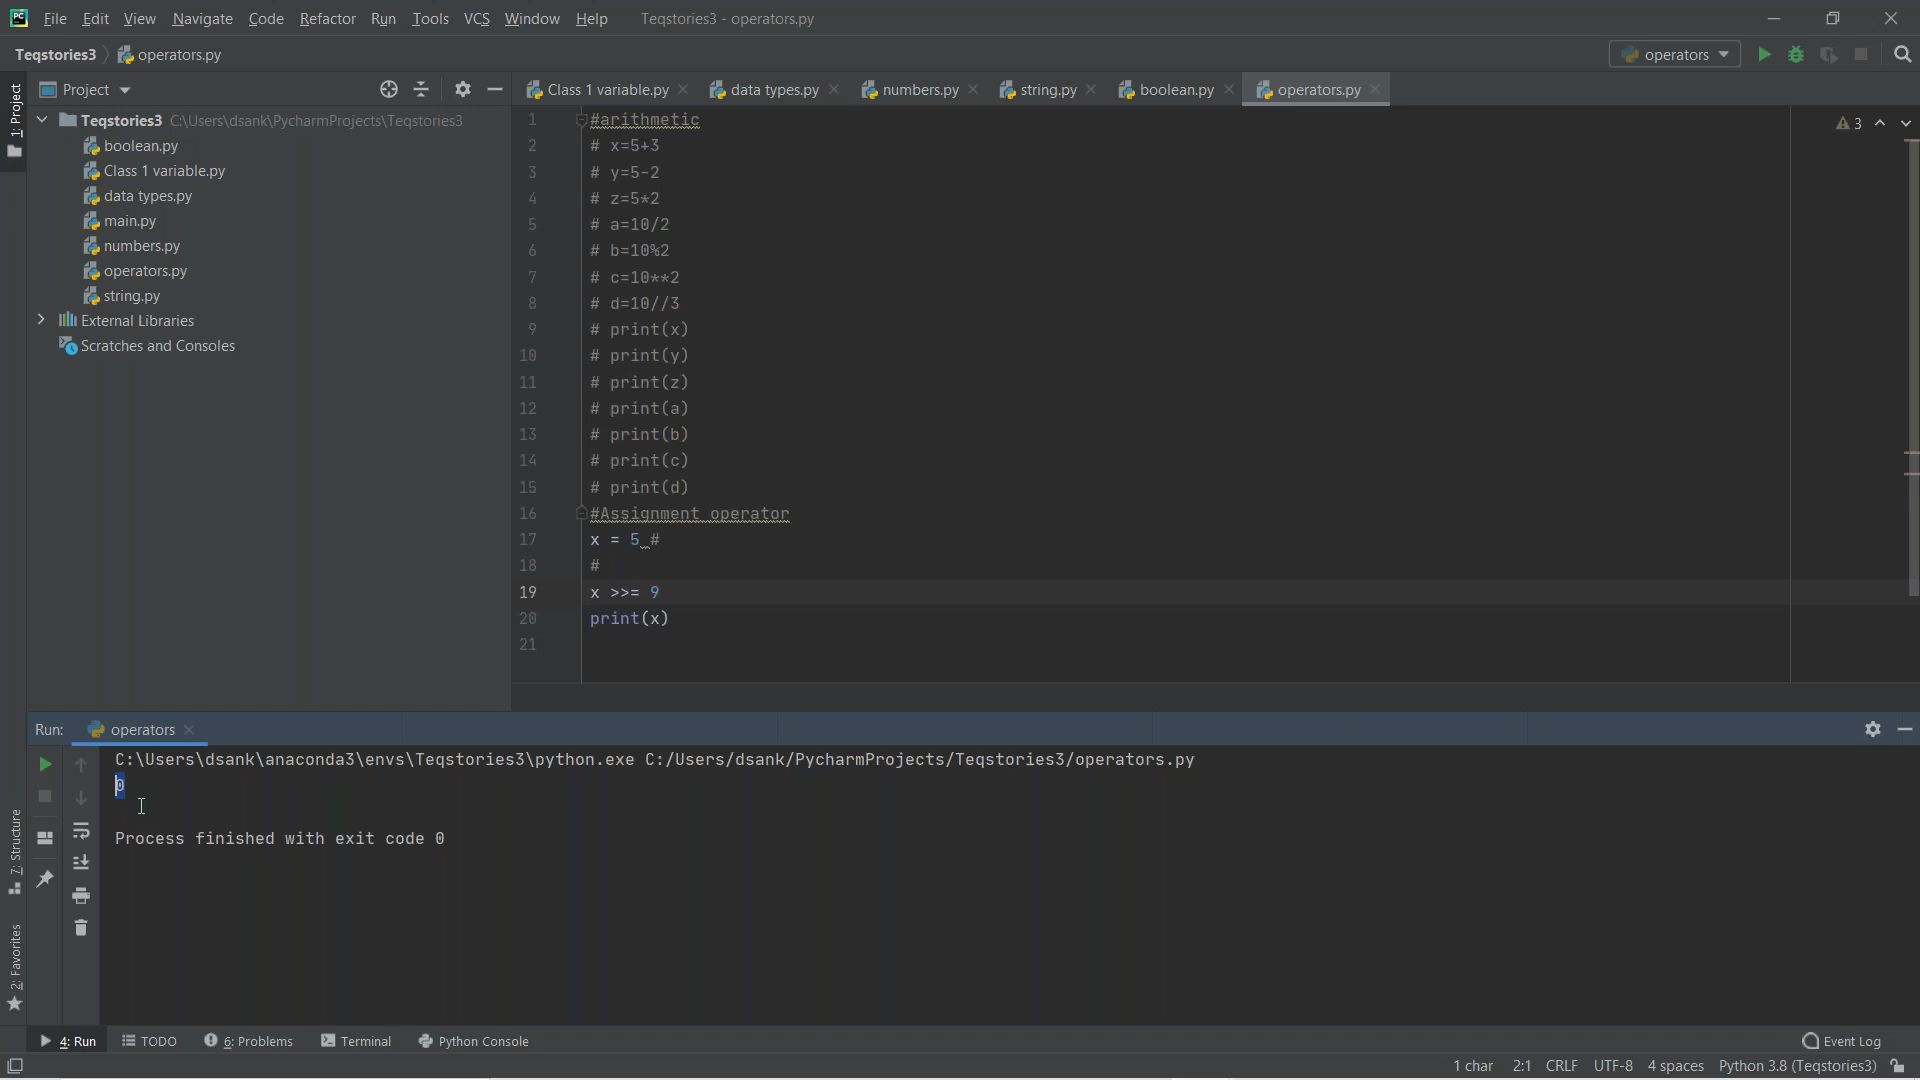 PC File Edit View Navigate Code Refactor Run Tools VCS Window Help Teqstories3 - operators.py
Teqstories3 operators.py operators
1: Project
Project
Teqstories3 C:\Users\dsank\PycharmProjects\Teqstories3
boolean.py
Class 1 variable.py
data types.py
main.py
numbers.py
operators.py
string.py
External Libraries
Scratches and Consoles
Class 1 variable.py data types.py numbers.py string.py boolean.py operators.py
3
1 #arithmetic
2 # x=5+3
3 # y=5-2
4 # z=5*2
5 # a=10/2
6 # b=10%2
7 # c=10**2
8 # d=10//3
9 # print(x)
10 # print(y)
11 # print(z)
12 # print(a)
13 # print(b)
14 # print(c)
15 # print(d)
16 #Assignment operator
17 x = 5 #
18 #
19 x >>= 9
20 print(x)
21
Run: operators
C:\Users\dsank\anaconda3\envs\Teqstories3\python.exe C:/Users/dsank/PycharmProjects/Teqstories3/operators.py
0
Process finished with exit code 0
7: Structure
2: Favorites
4: Run TODO 6: Problems Terminal Python Console Event Log
1 char 2:1 CRLF UTF-8 4 spaces Python 3.8 (Teqstories3)